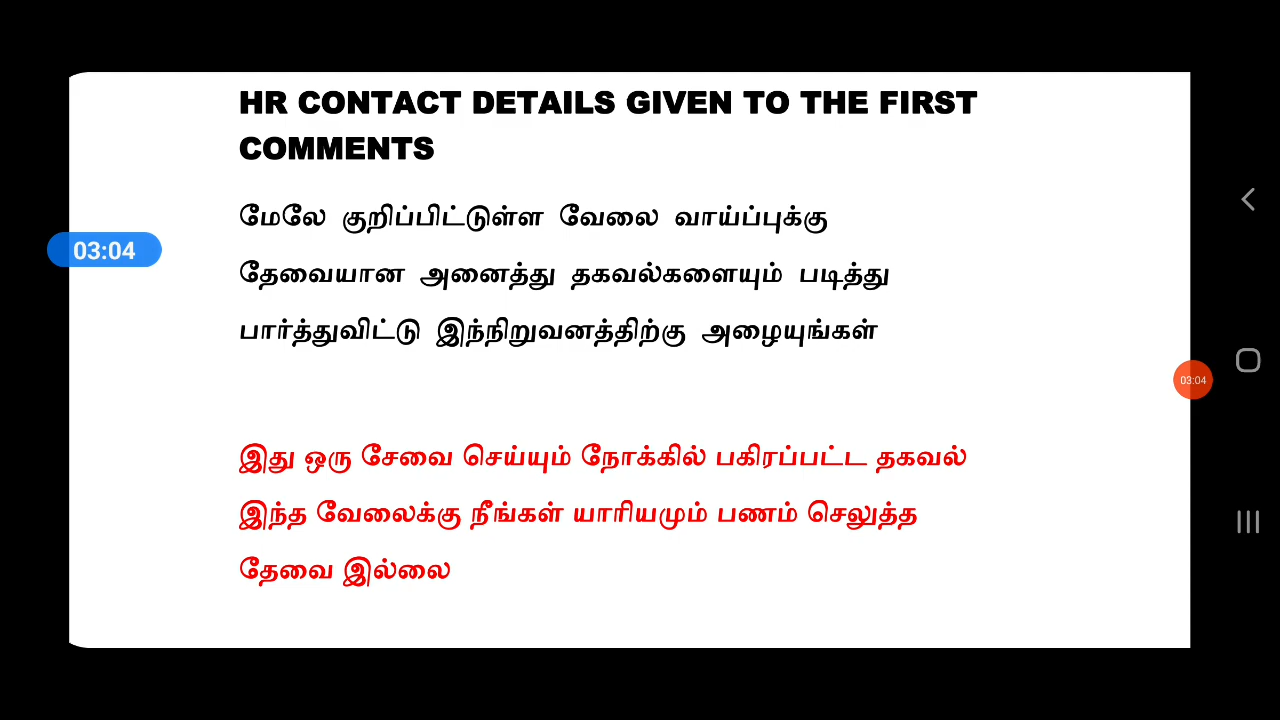 HR CONTACT DETAILS GIVEN TO THE FIRST
COMMENTS
மேலே குறிப்பிட்டுள்ள வேலை வாய்ப்புக்கு
03:04
தேவையான அனைத்து தகவல்களையும் படித்து
பார்த்துவிட்டு இந்நிறுவனத்திற்கு அழையுங்கள்
03:04
இது ஒரு சேவை செய்யும் நோக்கில் பகிரப்பட்ட தகவல்
இந்த வேலைக்கு நீங்கள் யாரியமும் பணம் செலுத்த
தேவை இல்லை